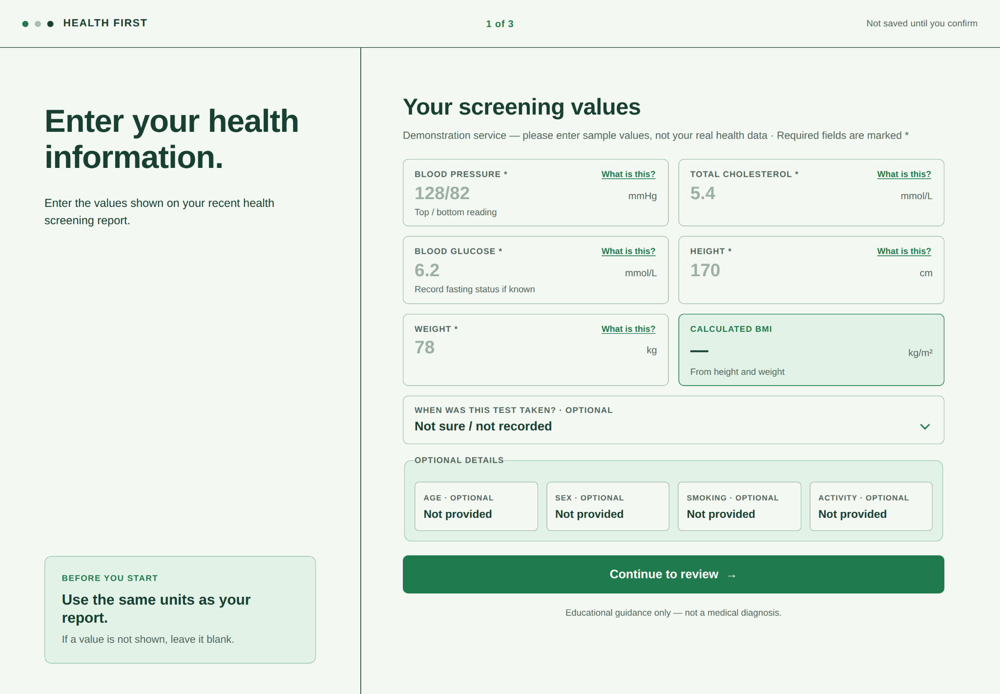 HEALTH FIRST
1 of 3
Not saved until you confirm
Enter your health
information.
Enter the values shown on your recent health
screening report.
BEFORE YOU START
Use the same units as your
report.
If a value is not shown, leave it blank.
Your screening values
Demonstration service — please enter sample values, not your real health data · Required fields are marked *
BLOOD PRESSURE * What is this?
128/82 mmHg
Top / bottom reading
TOTAL CHOLESTEROL * What is this?
5.4 mmol/L
BLOOD GLUCOSE * What is this?
6.2 mmol/L
Record fasting status if known
HEIGHT * What is this?
170 cm
WEIGHT * What is this?
78 kg
CALCULATED BMI
— kg/m²
From height and weight
WHEN WAS THIS TEST TAKEN? · OPTIONAL
Not sure / not recorded
OPTIONAL DETAILS
AGE · OPTIONAL
Not provided
SEX · OPTIONAL
Not provided
SMOKING · OPTIONAL
Not provided
ACTIVITY · OPTIONAL
Not provided
Continue to review →
Educational guidance only — not a medical diagnosis.